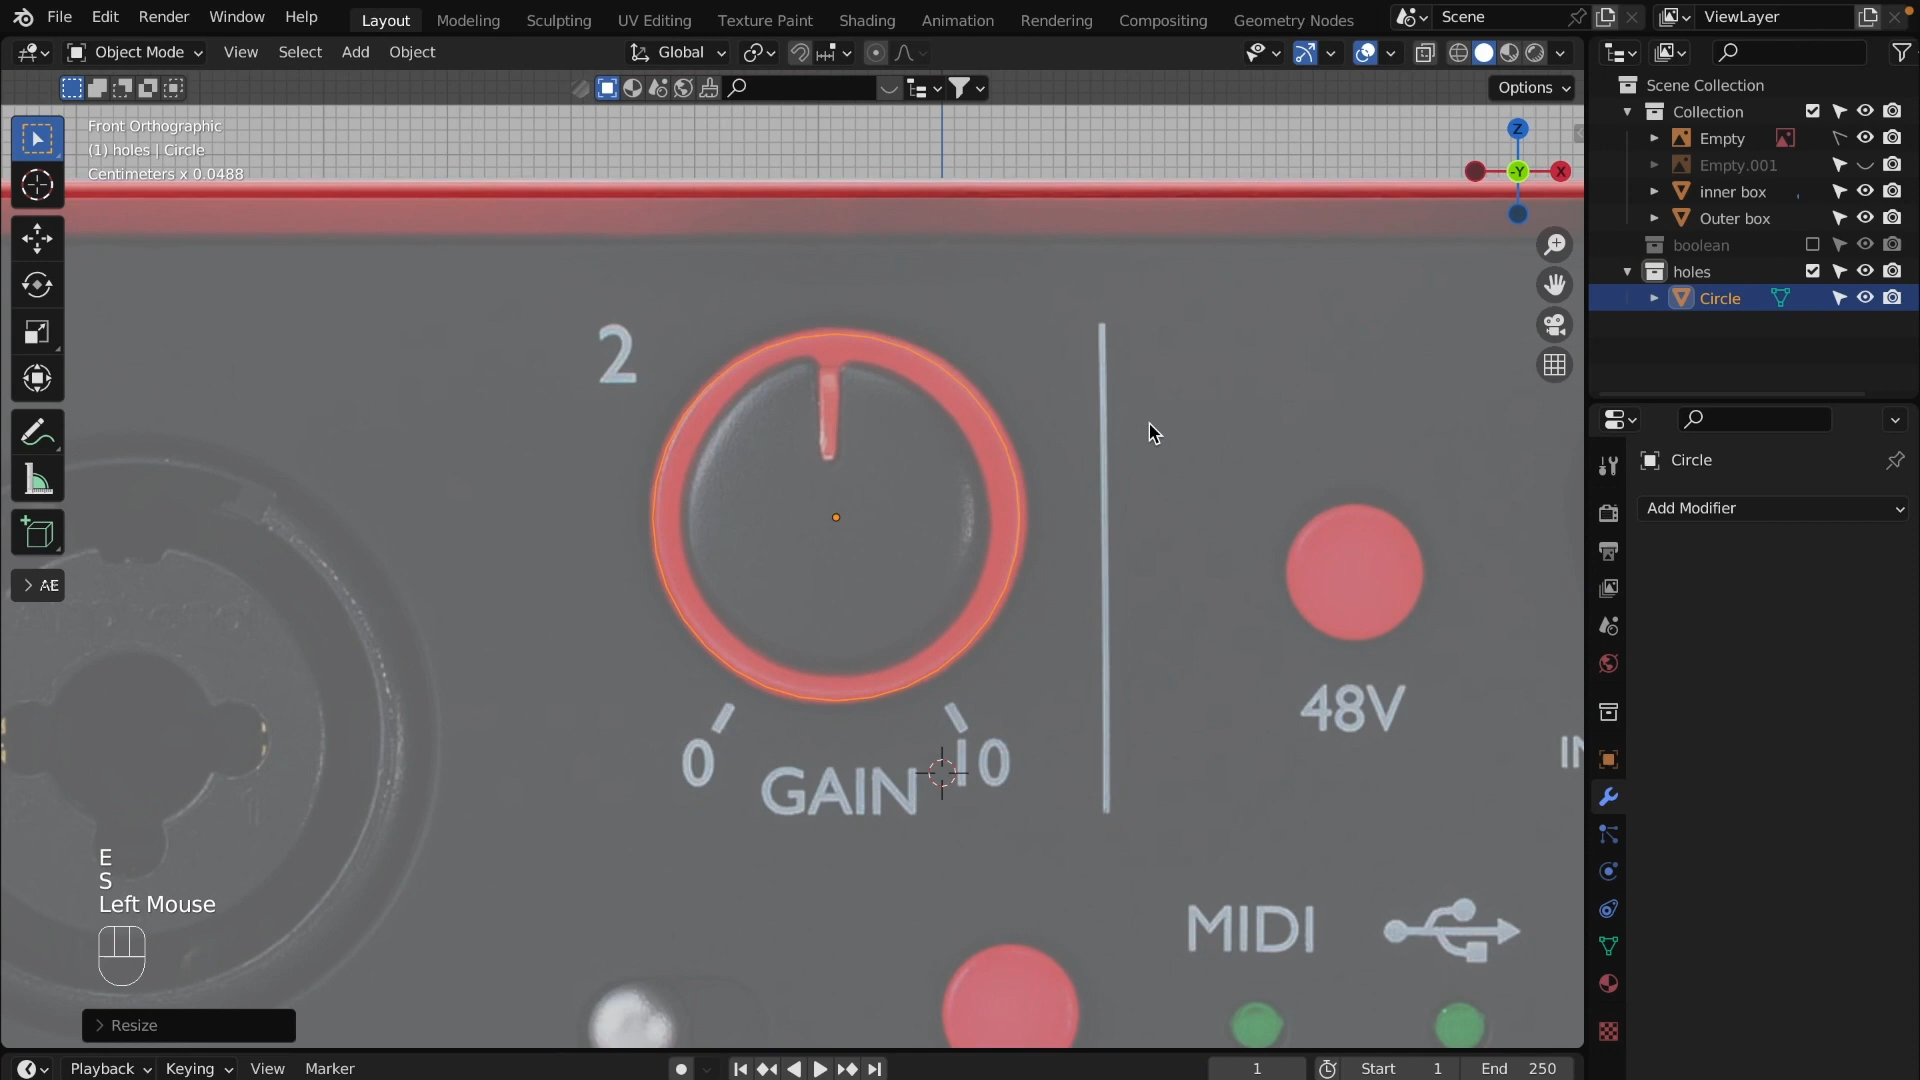 File Edit Render Window Help Layout Modeling Sculpting UV Editing Texture Paint Shading Animation Rendering Compositing Geometry Nodes Scene ViewLayer
Object Mode View Select Add Object Global
Options
Front Orthographic
(1) holes | Circle
Centimeters x 0.0488
Z
-Y
X
Scene Collection
Collection
Empty
Empty.001
inner box
Outer box
boolean
holes
Circle
Circle
Add Modifier
2
0
10
GAIN
48V
MIDI
AE
E
S
Left Mouse
Resize
Playback Keying View Marker 1 Start 1 End 250